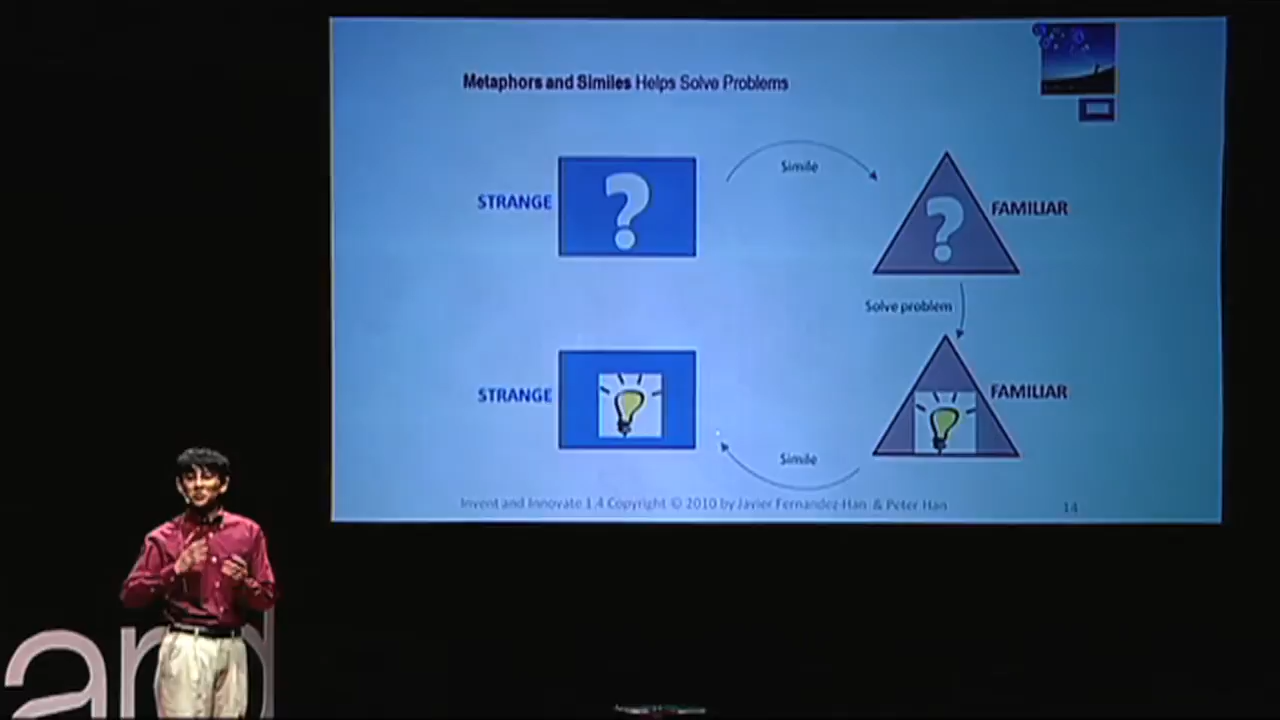 Metaphors and Similes Helps Solve Problems
Simile
STRANGE
?
?
FAMILIAR
Solve problem
STRANGE
FAMILIAR
Simile
Invent and Innovate 1.4 Copyright © 2010 by Javier Fernandez-Han & Peter Han
14
and